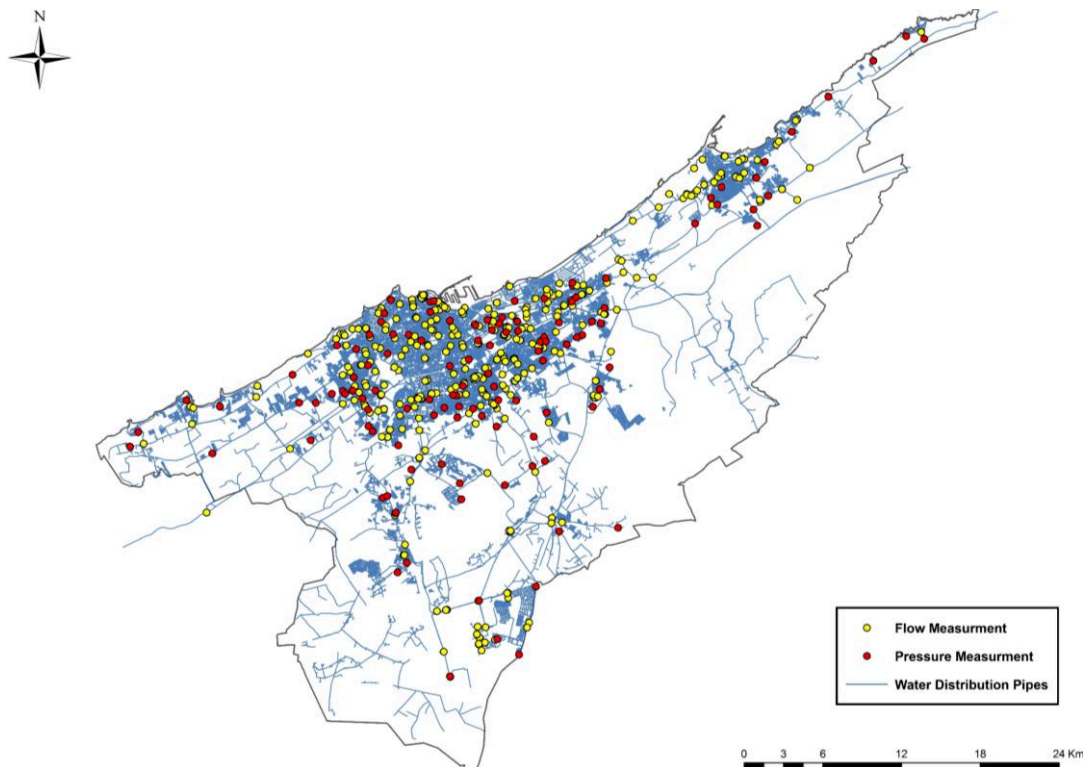 N
Flow Measurment
Pressure Measurment
Water Distribution Pipes
0 3 6 12 18 24 Km